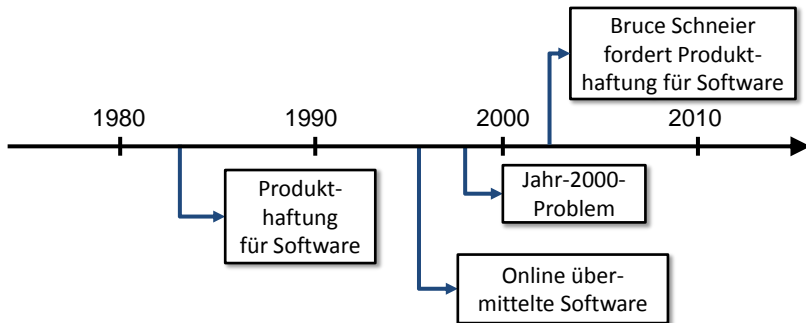 Bruce Schneier
fordert Produkt-
haftung für Software
1980
1990
2000
2010
Produkt-
haftung
für Software
Jahr-2000-
Problem
Online über-
mittelte Software